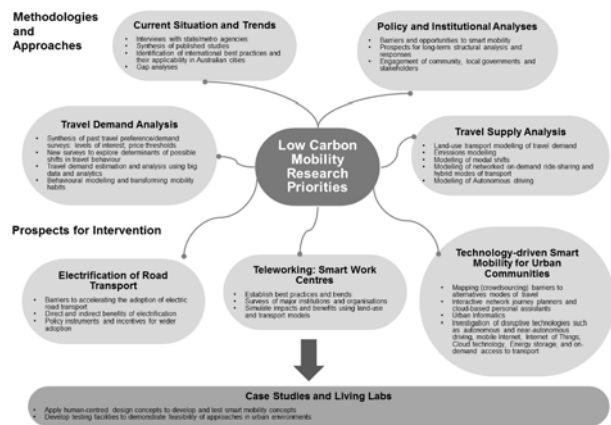 Methodologies
and
Approaches
Current Situation and Trends
• Interviews with state/metro agencies
• Synthesis of published studies
• Identification of international best practices and
their applicability in Australian cities
• Gap analyses
Policy and Institutional Analyses
• Barriers and opportunities to smart mobility
• Prospects for long-term structural analysis and
responses
• Engagement of community, local governments and
stakeholders
Travel Demand Analysis
• Synthesis of past travel preference/demand
surveys; levels of interest; price thresholds
• New surveys to explore determinants of possible
shifts in travel behaviour
• Travel demand estimation and analysis using big
data and analytics
• Behavioural modelling and transforming mobility
habits
Low Carbon
Mobility
Research
Priorities
Travel Supply Analysis
• Land-use transport modelling of travel demand
• Emissions modelling
• Modelling of modal shifts
• Modelling of networked on-demand ride-sharing and
hybrid modes of transport
• Modelling of Autonomous driving
Prospects for Intervention
Electrification of Road
Transport
• Barriers to accelerating the adoption of electric
road transport
• Direct and indirect benefits of electrification
• Policy instruments and incentives for wider
adoption
Teleworking: Smart Work
Centres
• Establish best practices and trends
• Surveys of major institutions and organisations
• Simulate impacts and benefits using land-use
and transport models
Technology-driven Smart
Mobility for Urban
Communities
• Mapping (crowdsourcing) barriers to
alternatives modes of travel
• Interactive network journey planners and
cloud-based personal assistants
• Urban Informatics
• Investigation of disruptive technologies such
as autonomous and near-autonomous
driving, mobile Internet, Internet of Things,
Cloud technology, Energy storage, and on-
demand access to transport
Case Studies and Living Labs
• Apply human-centred design concepts to develop and test smart mobility concepts
• Develop testing facilities to demonstrate feasibility of approaches in urban environments